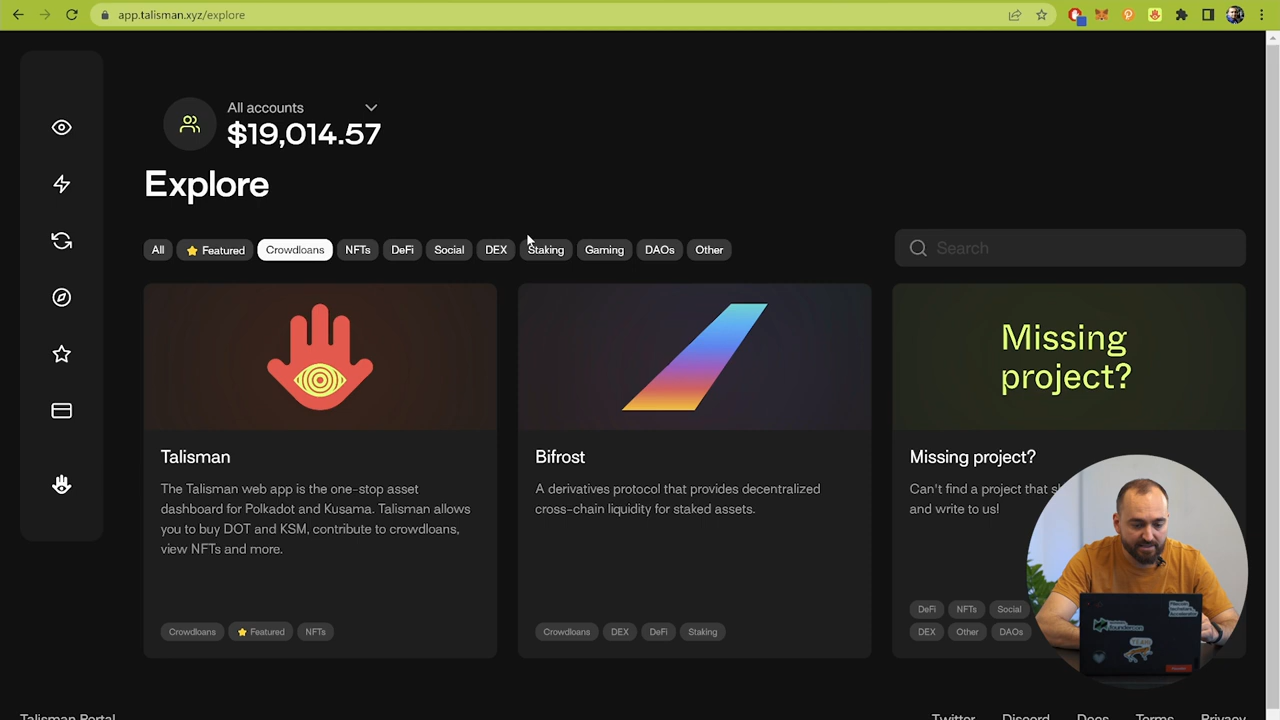 app.talisman.xyz/explore
All accounts
$19,014.57
Explore
All
Featured
Crowdloans
NFTs
DeFi
Social
DEX
Staking
Gaming
DAOs
Other
Search
Missing
project?
Talisman
The Talisman web app is the one-stop asset
dashboard for Polkadot and Kusama. Talisman allows
you to buy DOT and KSM, contribute to crowdloans,
view NFTs and more.
Crowdloans
Featured
NFTs
Bifrost
A derivatives protocol that provides decentralized
cross-chain liquidity for staked assets.
Crowdloans
DEX
DeFi
Staking
Missing project?
Can't find a project that
and write to us!
DeFi
NFTs
Social
DEX
Other
DAOs
Talisman Portal
Twitter
Discord
Docs
Terms
Privacy